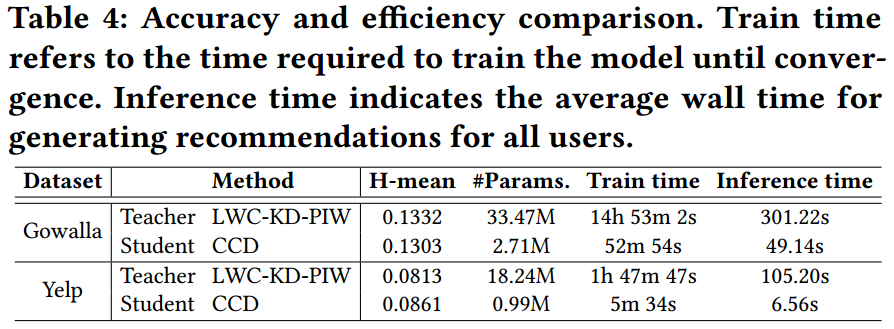 Table 4: Accuracy and efficiency comparison. Train time
refers to the time required to train the model until conver-
gence. Inference time indicates the average wall time for
generating recommendations for all users.
Dataset Method H-mean #Params. Train time Inference time
Gowalla Teacher LWC-KD-PIW 0.1332 33.47M 14h 53m 2s 301.22s
Student CCD 0.1303 2.71M 52m 54s 49.14s
Yelp Teacher LWC-KD-PIW 0.0813 18.24M 1h 47m 47s 105.20s
Student CCD 0.0861 0.99M 5m 34s 6.56s